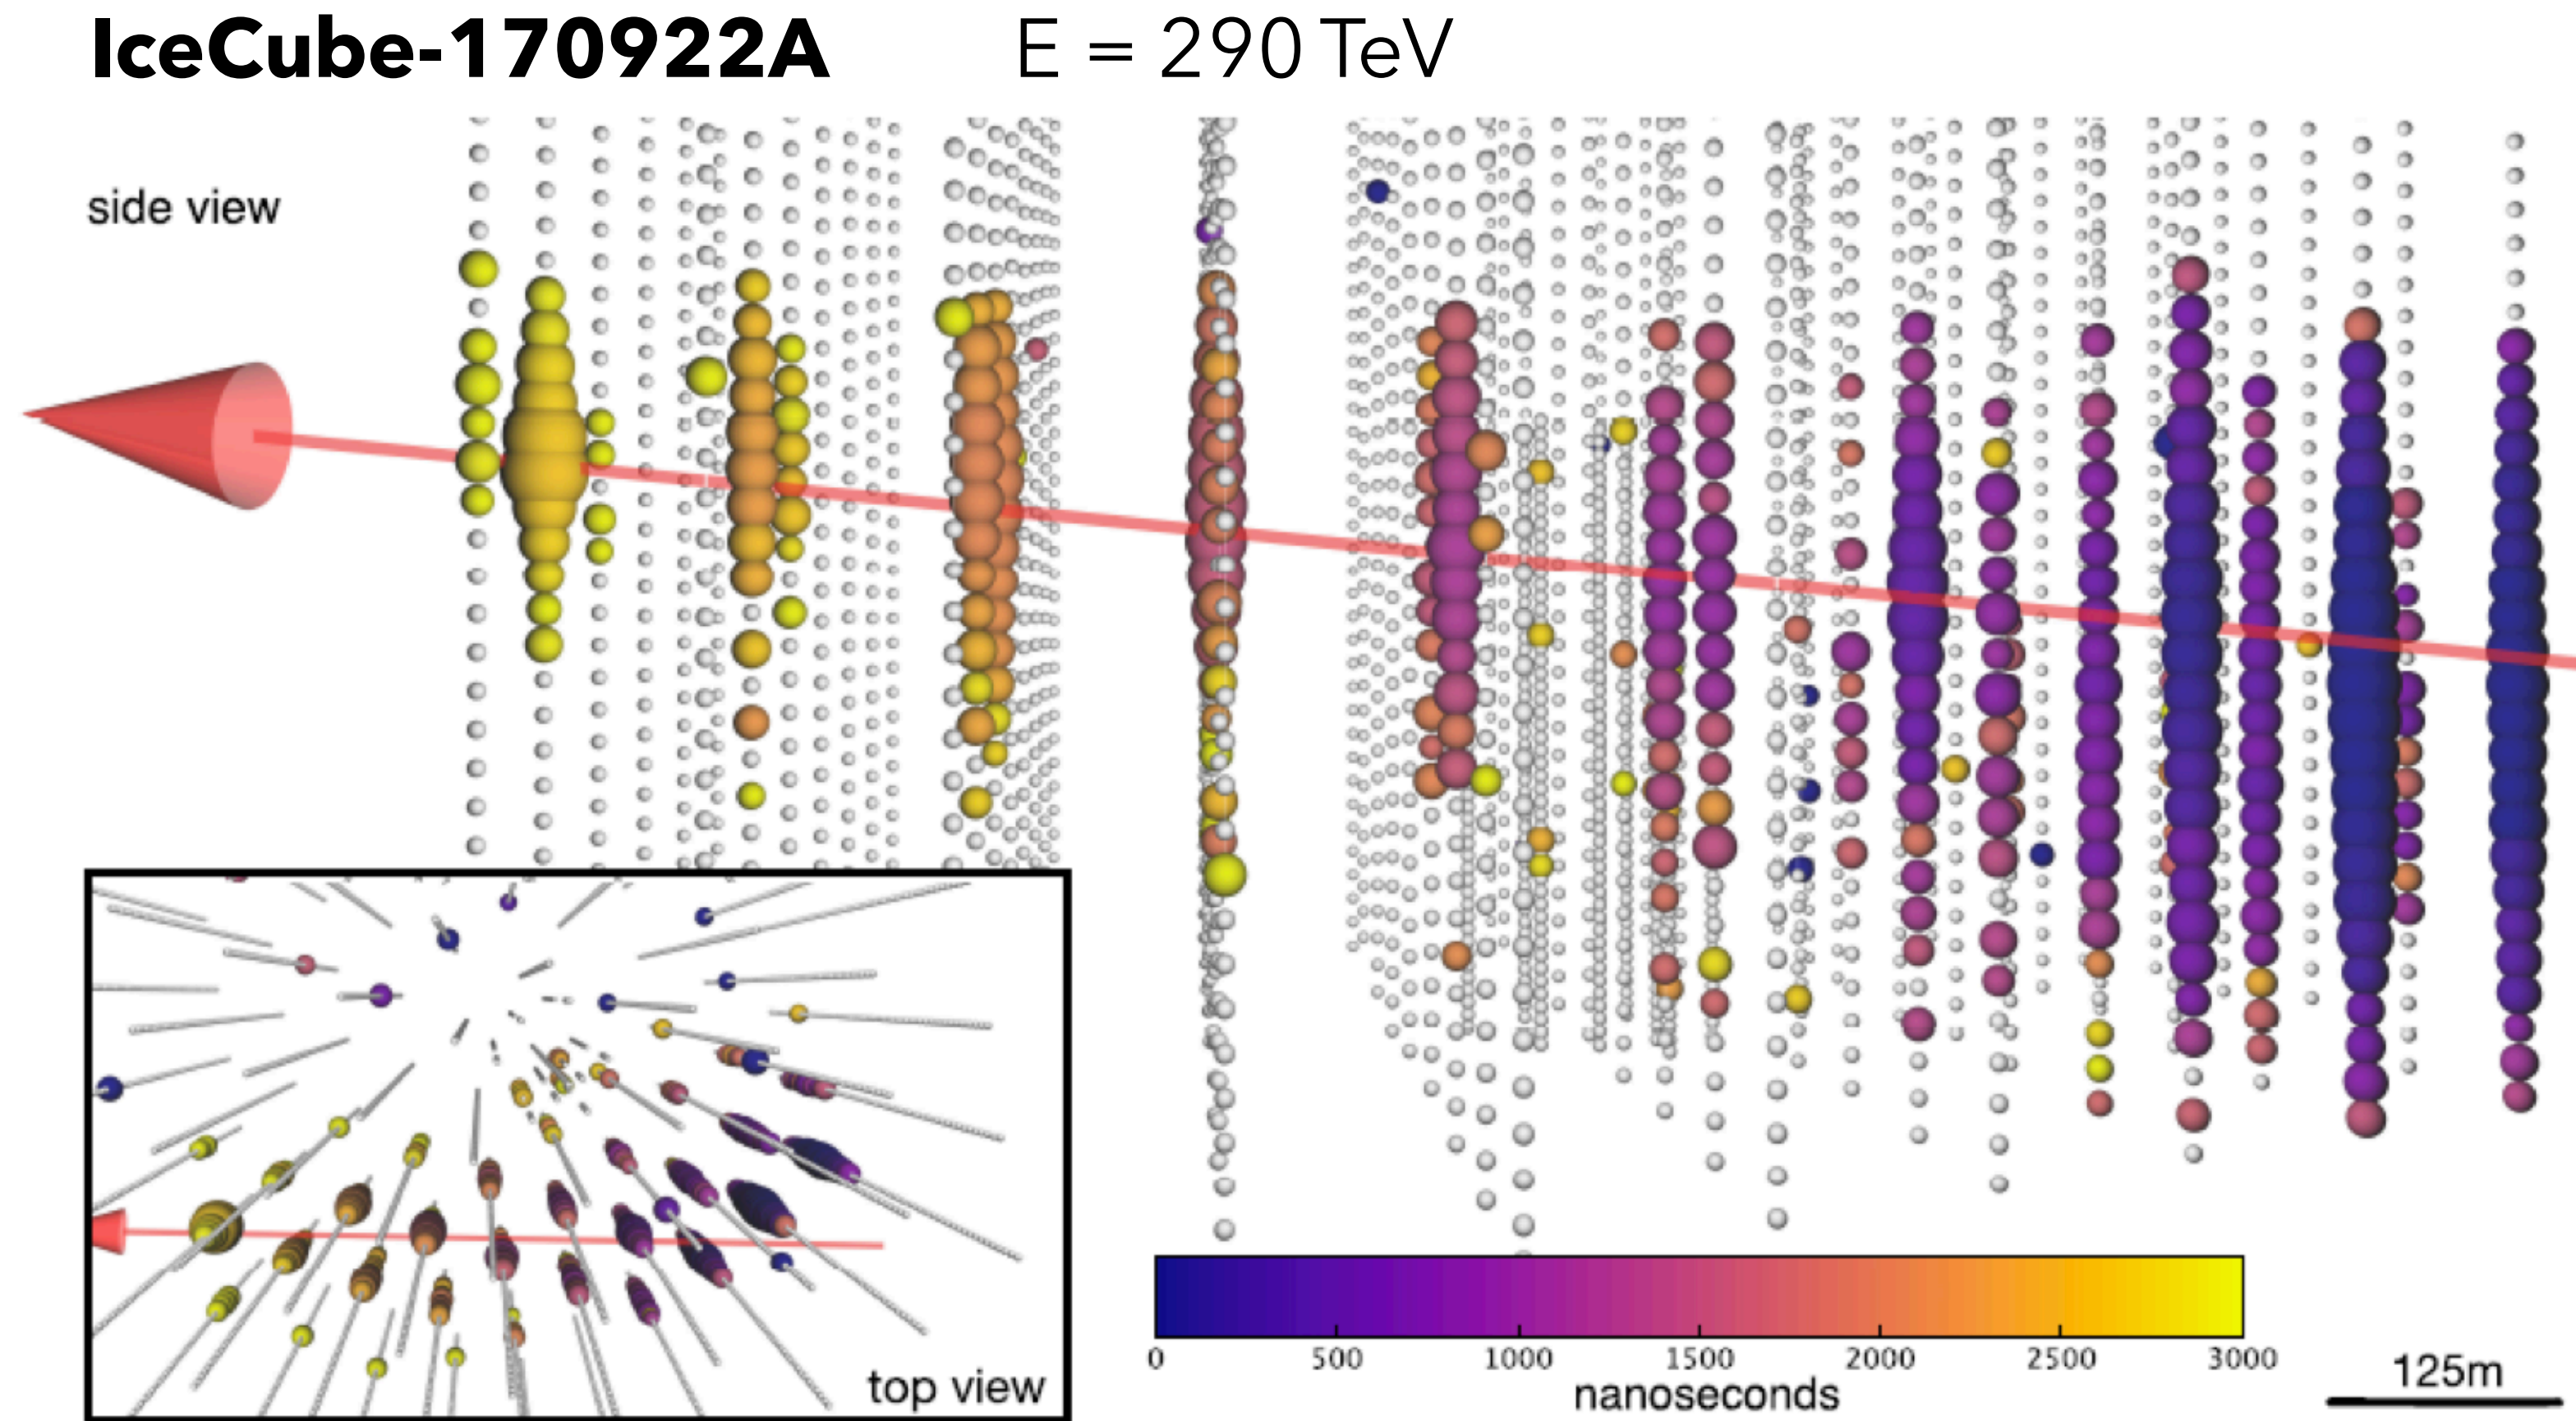 IceCube-170922A E = 290 TeV
side view
top view
0 500 1000 1500 2000 2500 3000
nanoseconds
125m